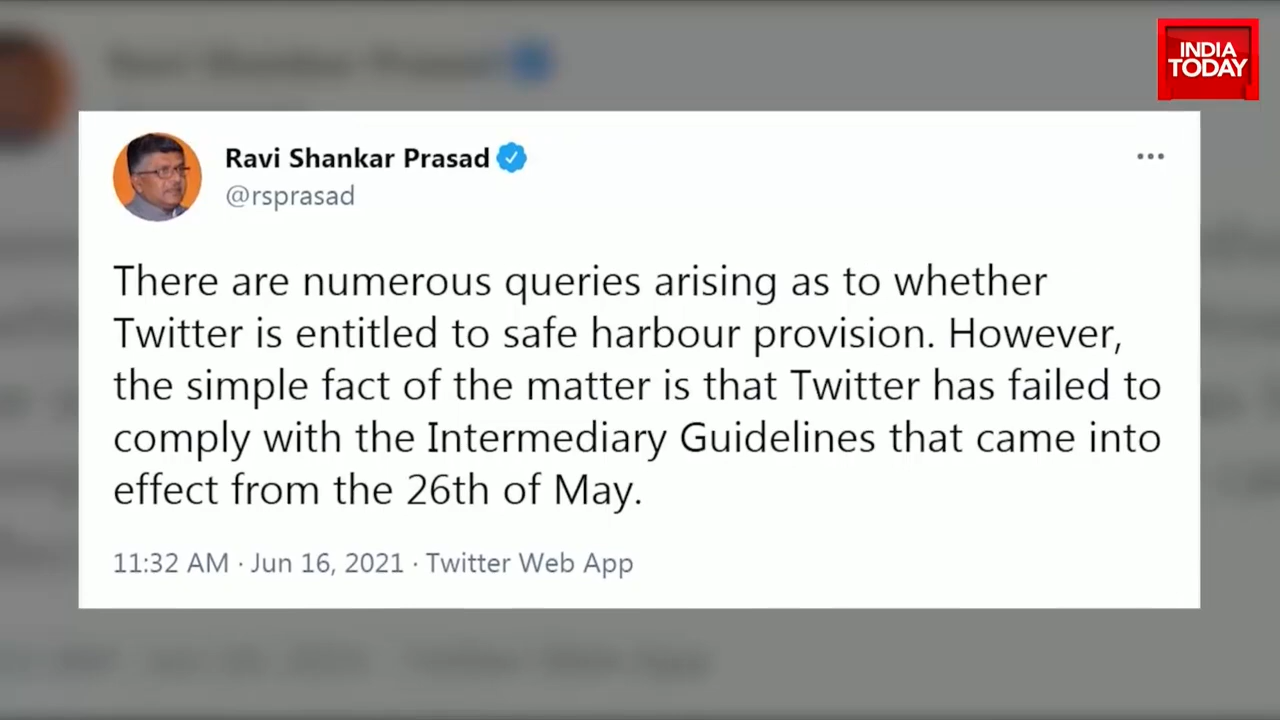 INDIA
TODAY
Ravi Shankar Prasad
@rsprasad
There are numerous queries arising as to whether
Twitter is entitled to safe harbour provision. However,
the simple fact of the matter is that Twitter has failed to
comply with the Intermediary Guidelines that came into
effect from the 26th of May.
11:32 AM · Jun 16, 2021 · Twitter Web App